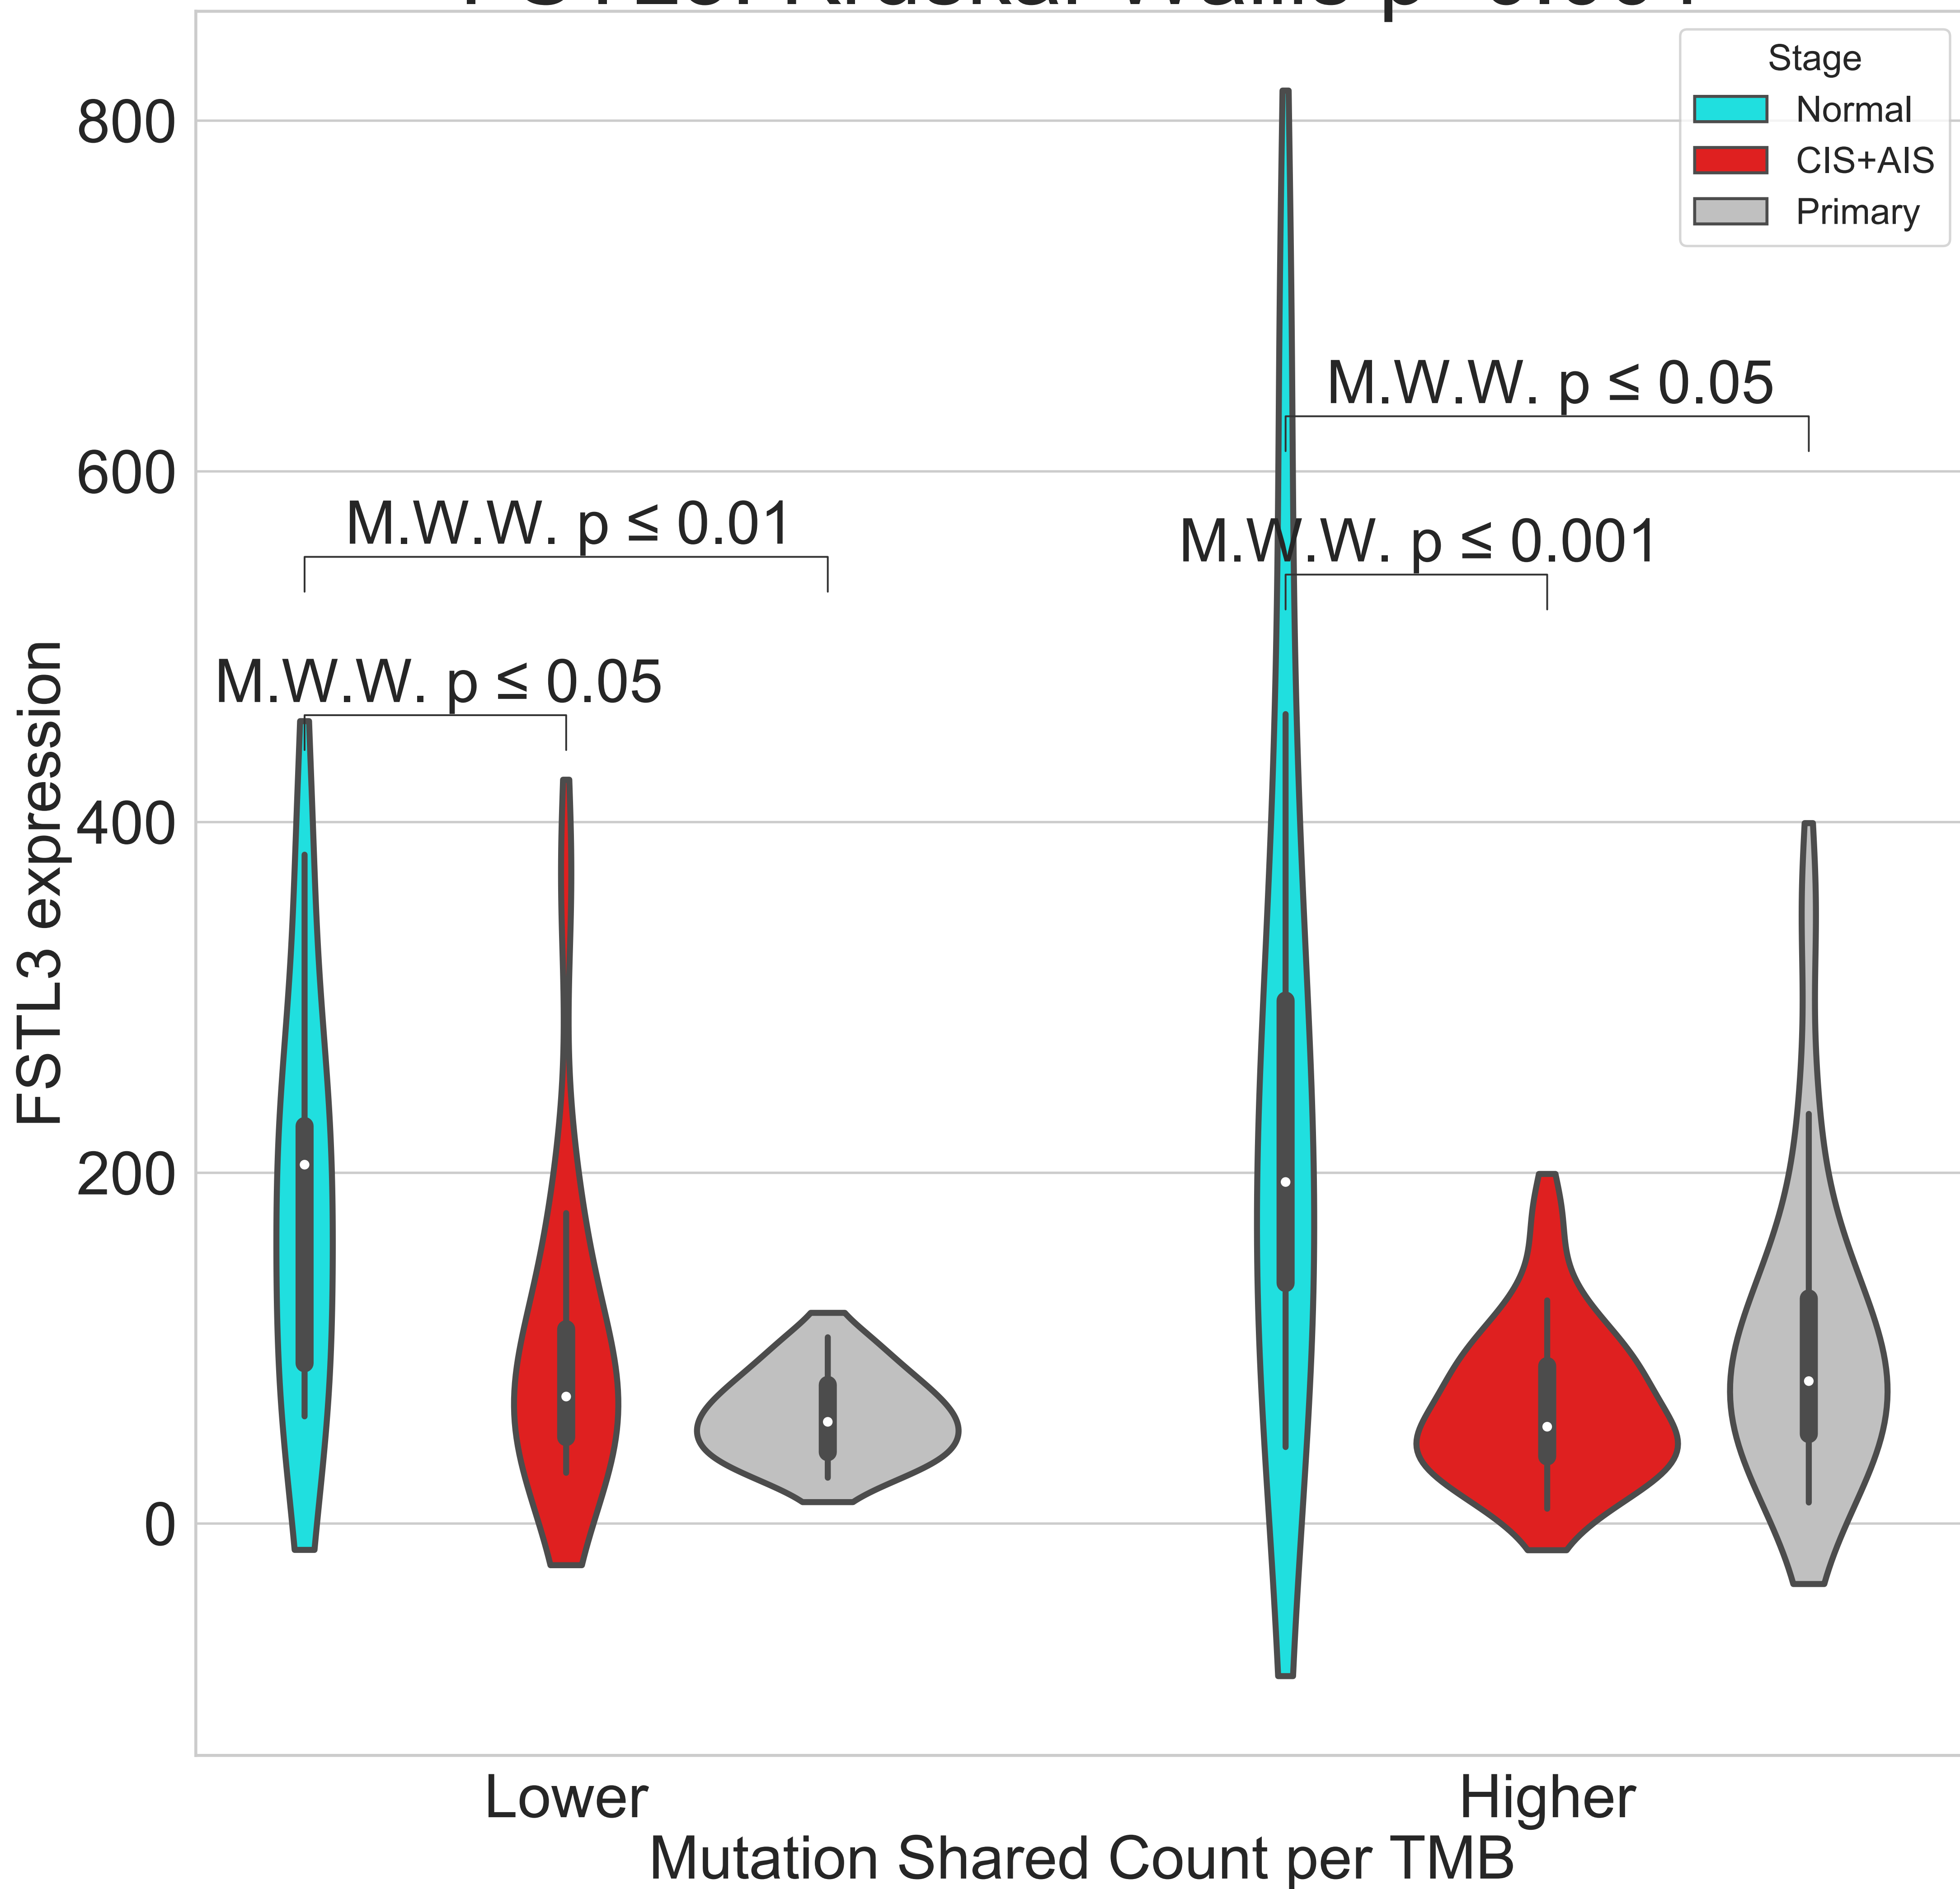 Stage
Normal
CIS+AIS
Primary
800
600
400
200
0
FSTL3 expression
M.W.W. p ≤ 0.05
M.W.W. p ≤ 0.01
M.W.W. p ≤ 0.001
M.W.W. p ≤ 0.05
Lower
Higher
Mutation Shared Count per TMB